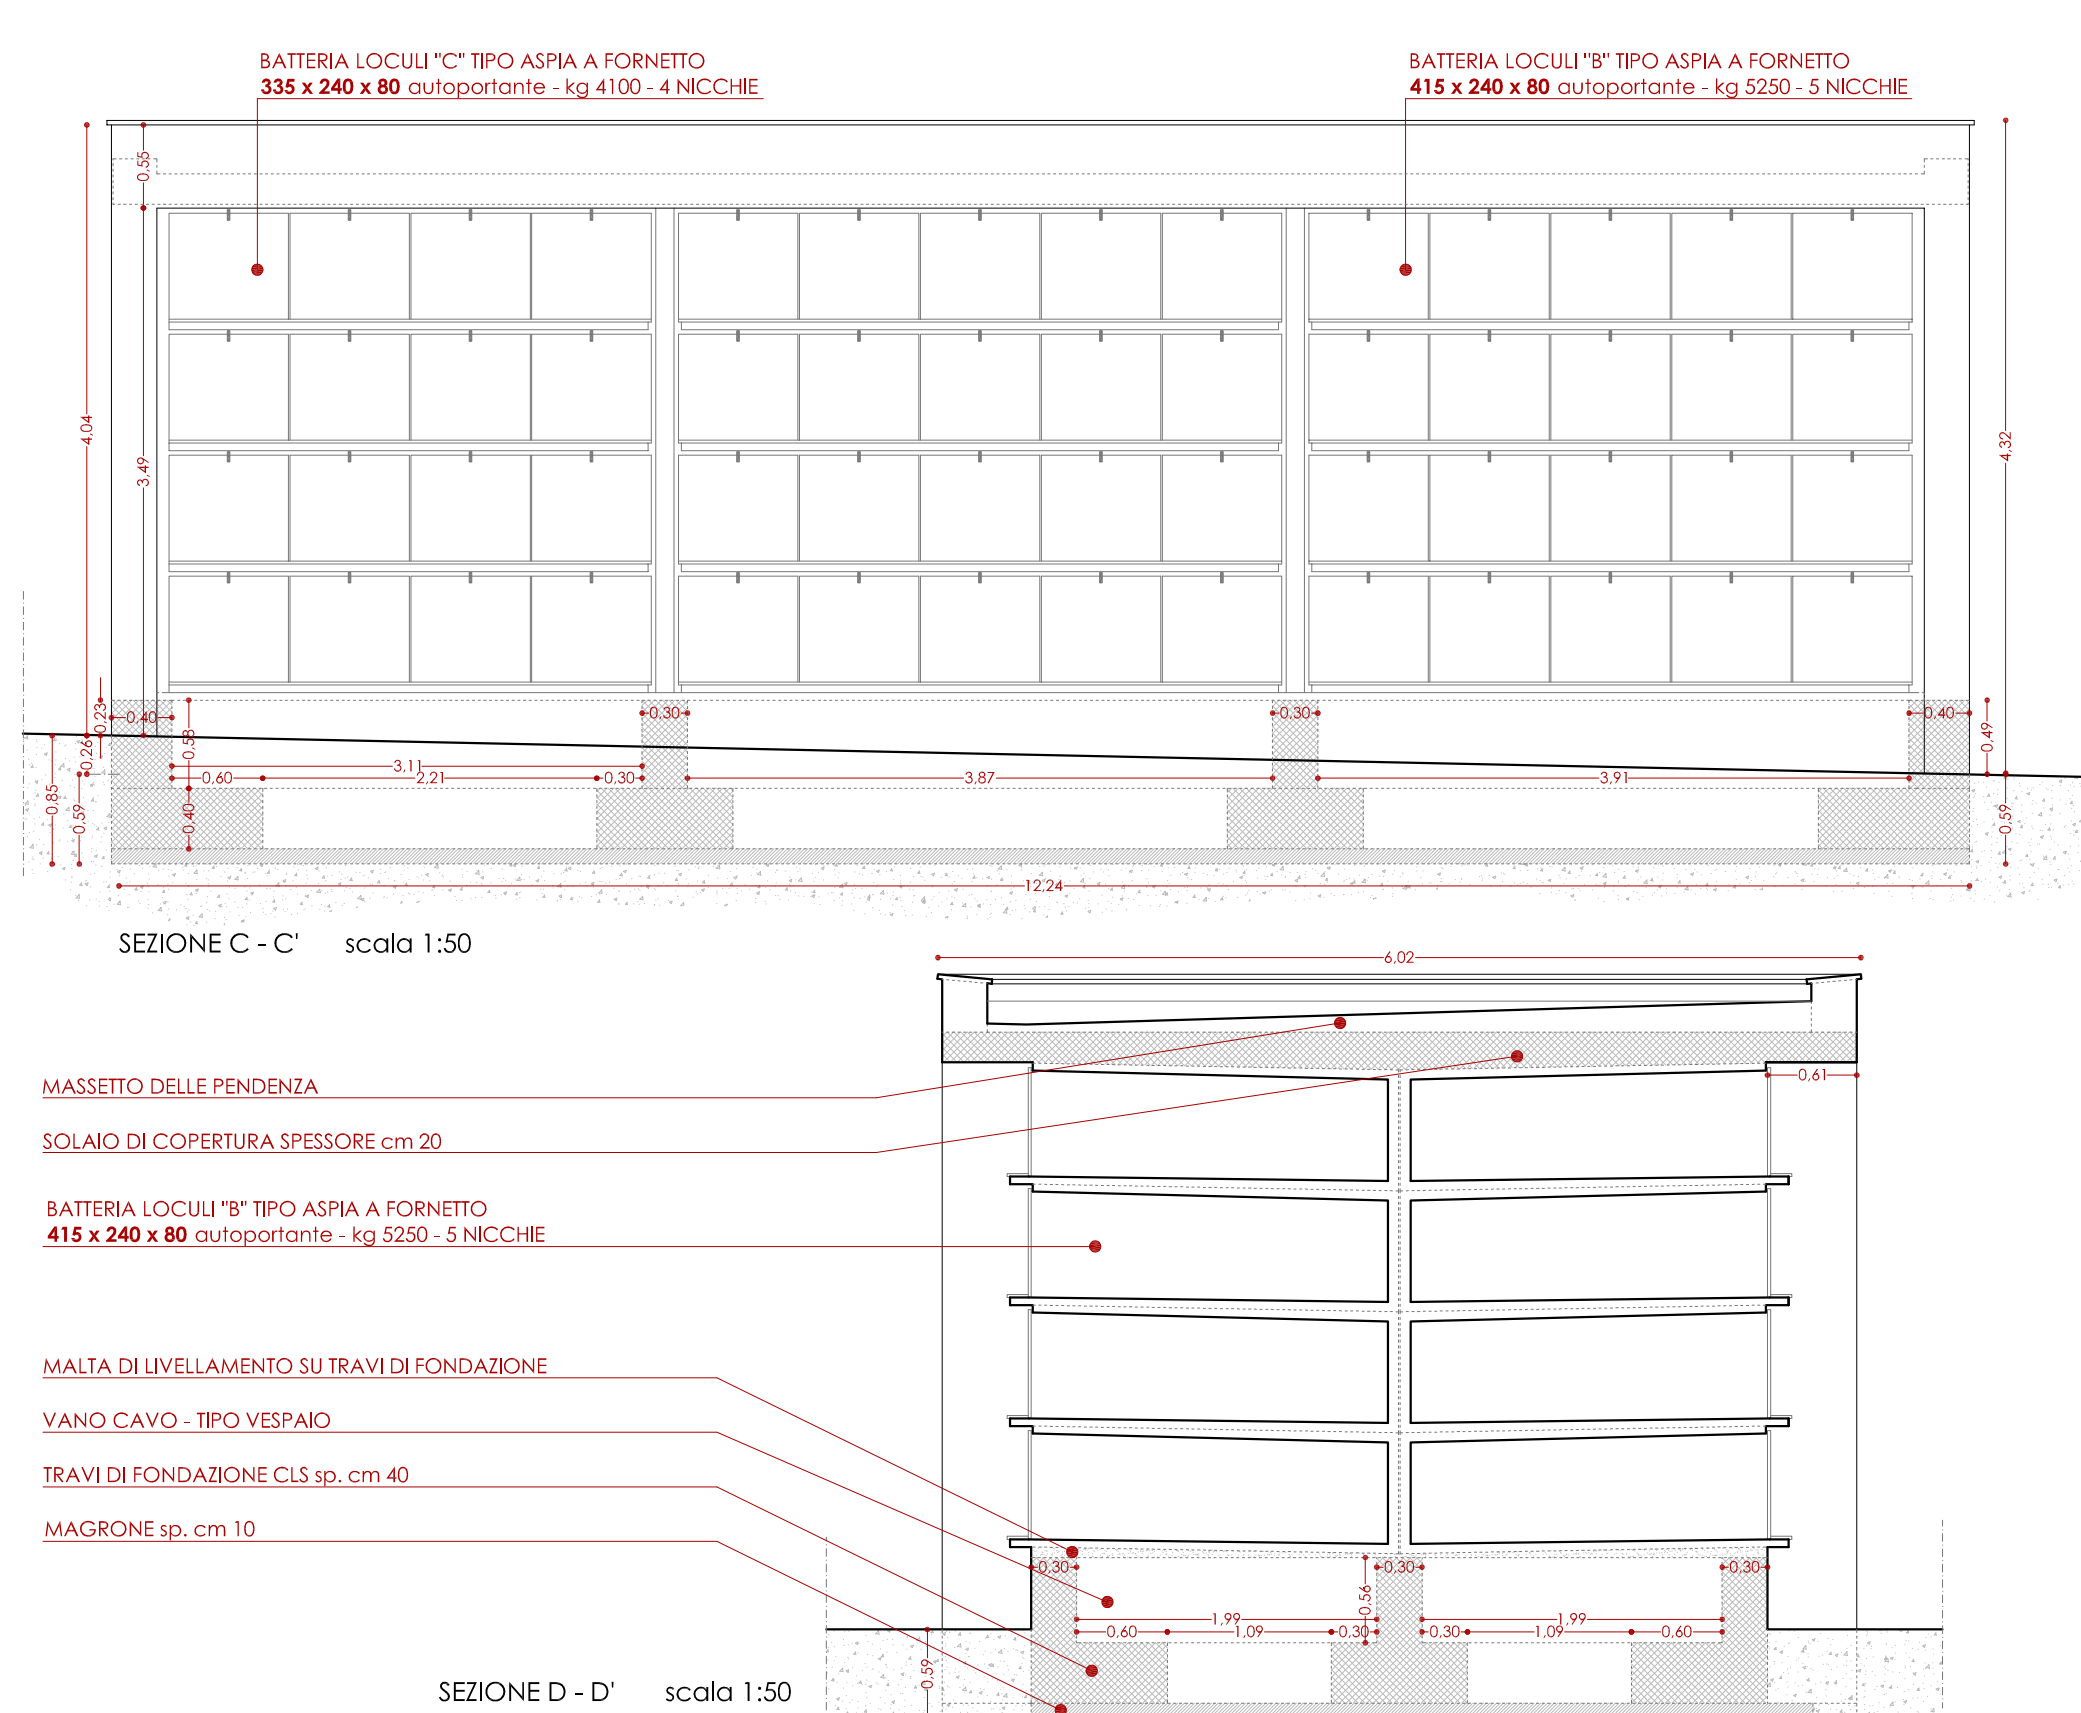 BATTERIA LOCULI "C" TIPO ASPIA A FORNETTO
335 x 240 x 80 autoportante - kg 4100 - 4 NICCHIE
BATTERIA LOCULI "B" TIPO ASPIA A FORNETTO
415 x 240 x 80 autoportante - kg 5250 - 5 NICCHIE
0,55
4,04
3,49
4,32
0,23
0,40
0,30
0,30
0,40
0,49
0,26
0,58
3,11
0,60
2,21
0,30
3,87
3,91
0,85
0,59
0,40
0,59
12,24
SEZIONE C - C' scala 1:50
6,02
0,61
MASSETTO DELLE PENDENZA
SOLAIO DI COPERTURA SPESSORE cm 20
BATTERIA LOCULI "B" TIPO ASPIA A FORNETTO
415 x 240 x 80 autoportante - kg 5250 - 5 NICCHIE
MALTA DI LIVELLAMENTO SU TRAVI DI FONDAZIONE
VANO CAVO - TIPO VESPAIO
TRAVI DI FONDAZIONE CLS sp. cm 40
MAGRONE sp. cm 10
0,30
0,30
0,30
0,56
1,99
1,99
0,60
1,09
0,30
0,30
1,09
0,60
0,59
SEZIONE D - D' scala 1:50